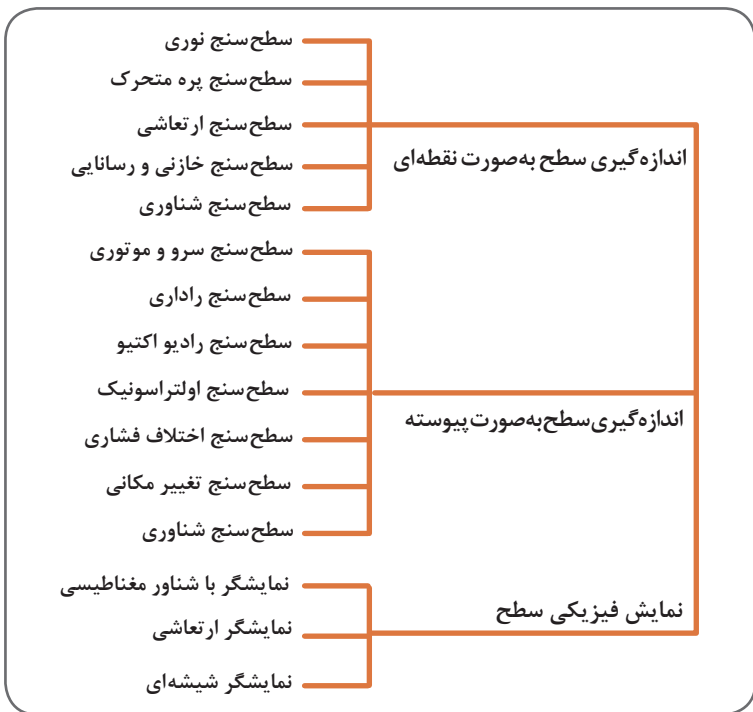 اندازه‌گیری سطح به‌صورت نقطه‌ای
سطح‌سنج نوری
سطح‌سنج پره متحرک
سطح‌سنج ارتعاشی
سطح‌سنج خازنی و رسانایی
سطح‌سنج شناوری
اندازه‌گیری سطح به‌صورت پیوسته
سطح‌سنج سرو و موتوری
سطح‌سنج راداری
سطح‌سنج رادیو اکتیو
سطح‌سنج اولتراسونیک
سطح‌سنج اختلاف فشاری
سطح‌سنج تغییر مکانی
سطح‌سنج شناوری
نمایش فیزیکی سطح
نمایشگر با شناور مغناطیسی
نمایشگر ارتعاشی
نمایشگر شیشه‌ای